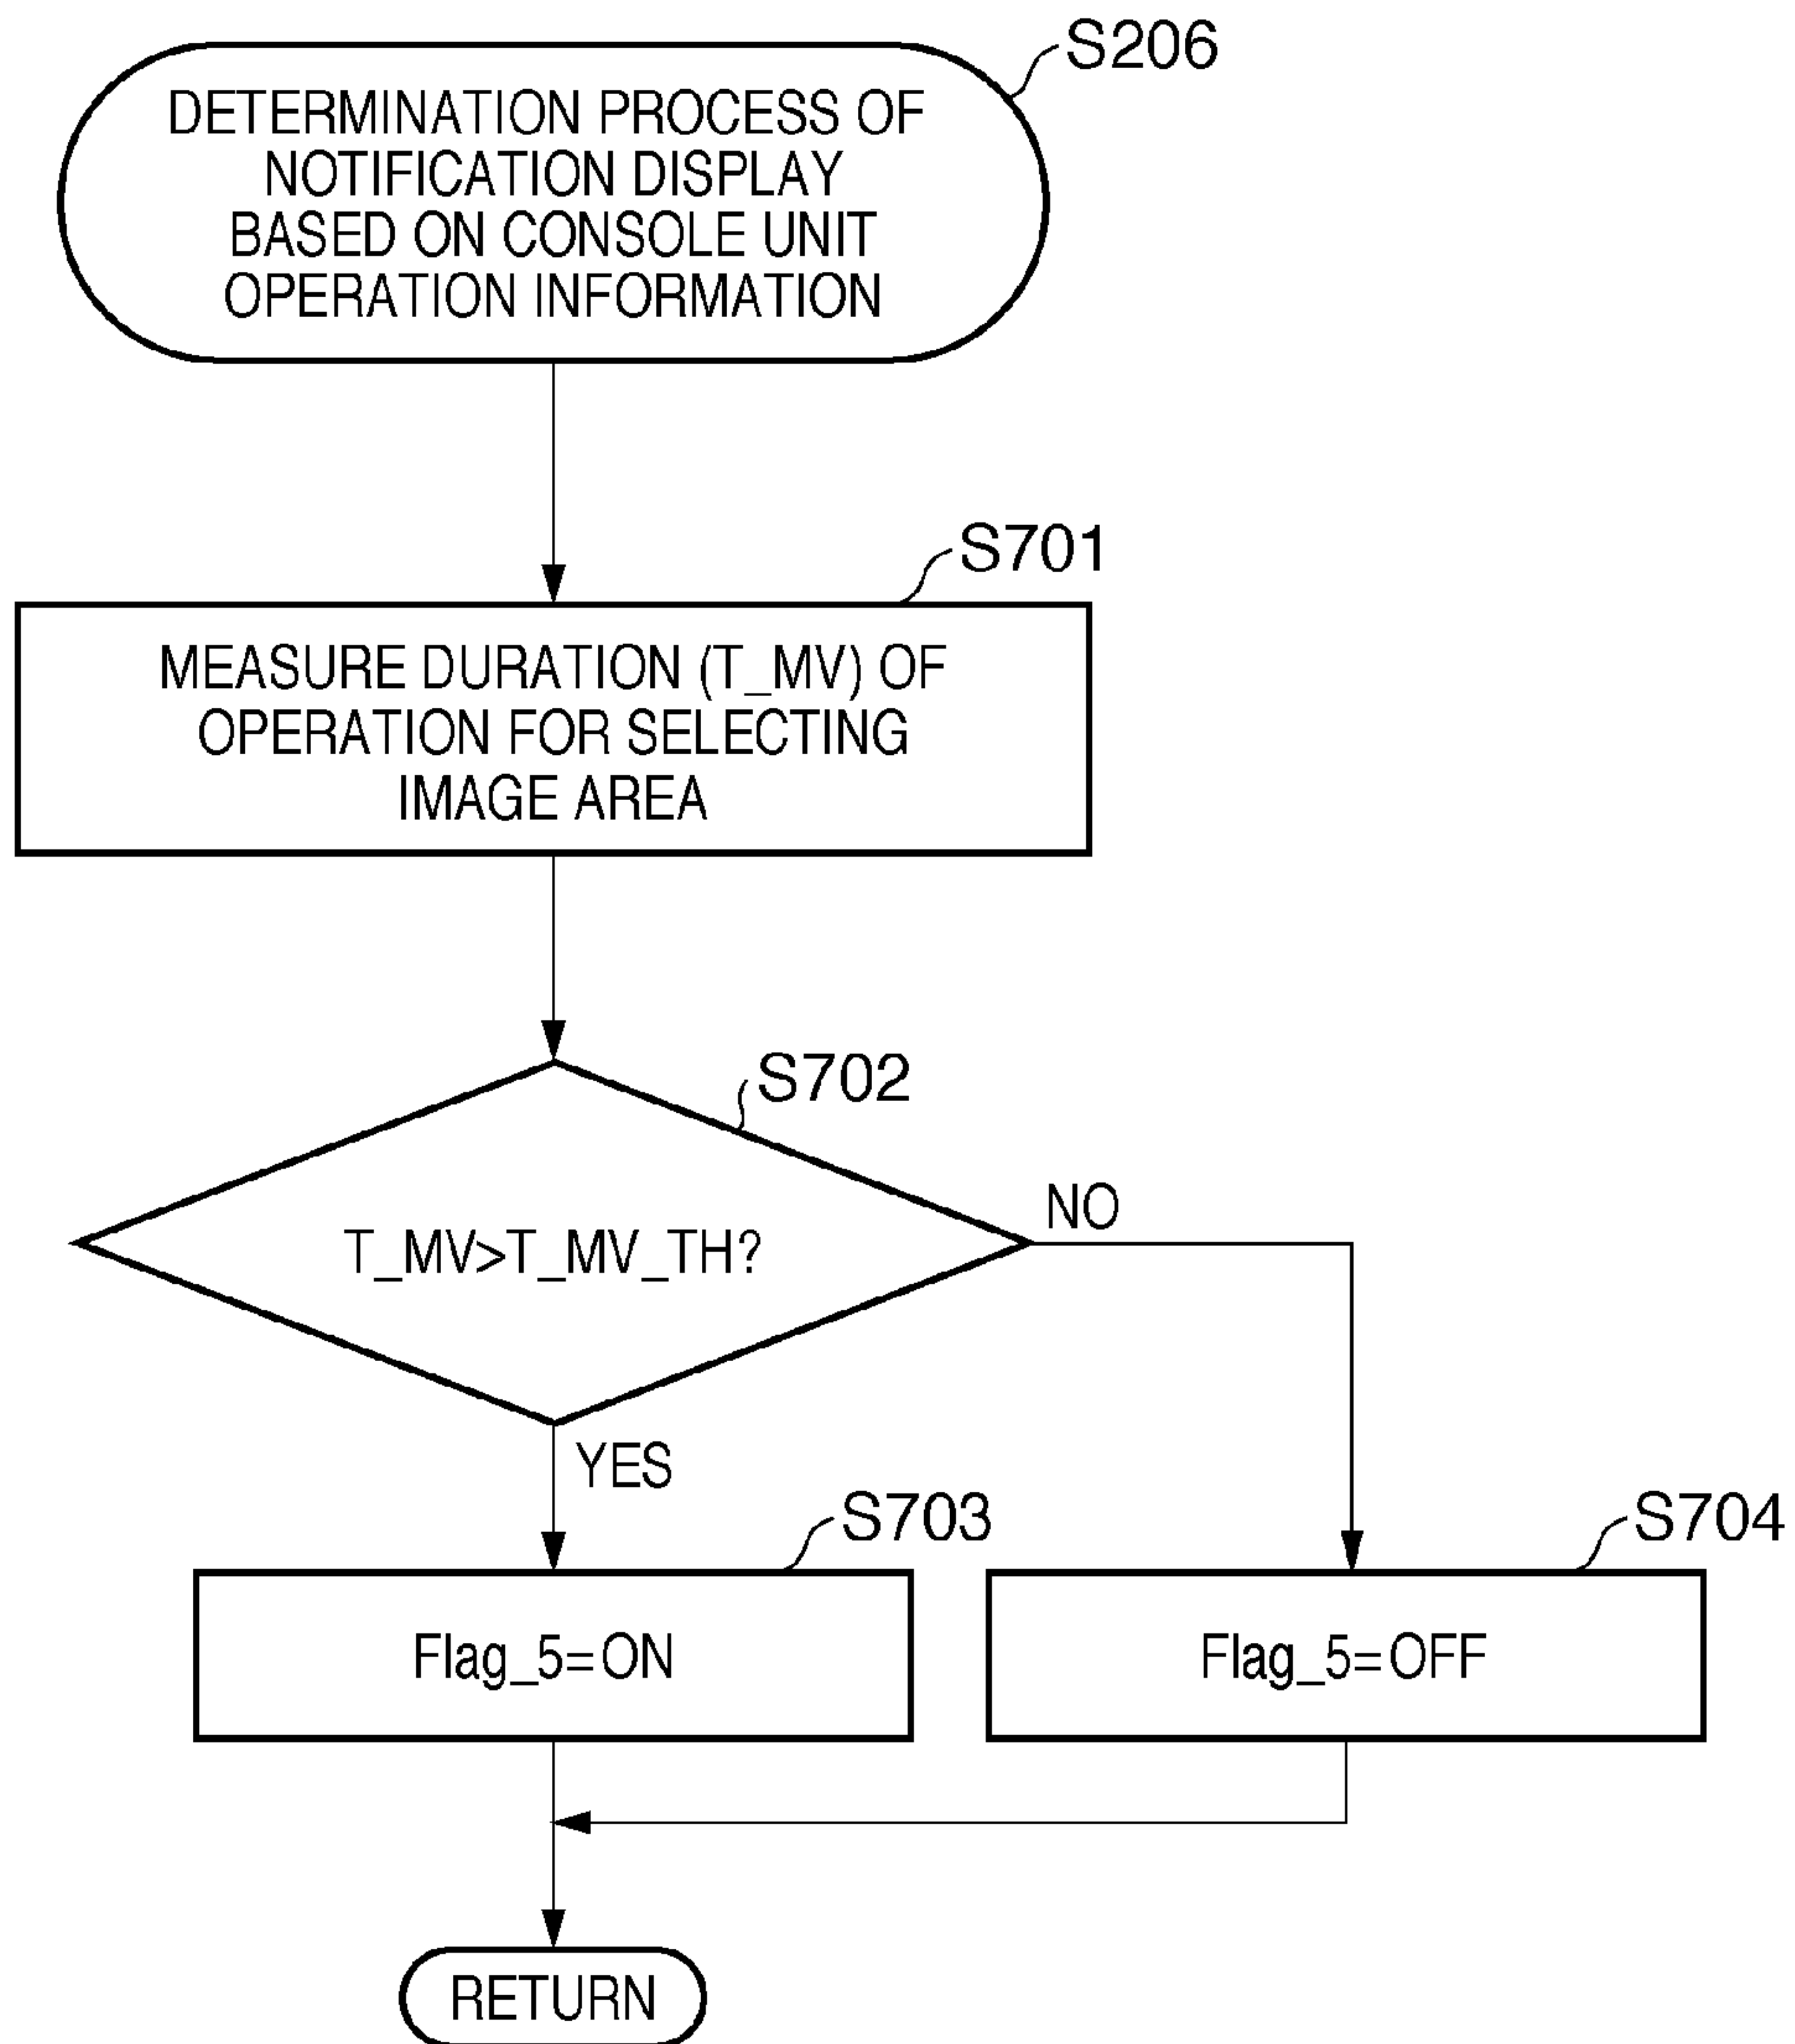 S206
DETERMINATION PROCESS OF
NOTIFICATION DISPLAY
BASED ON CONSOLE UNIT
OPERATION INFORMATION
S701
MEASURE DURATION (T_MV) OF
OPERATION FOR SELECTING
IMAGE AREA
S702
T_MV>T_MV_TH?
NO
YES
S703
Flag_5=ON
S704
Flag_5=OFF
RETURN